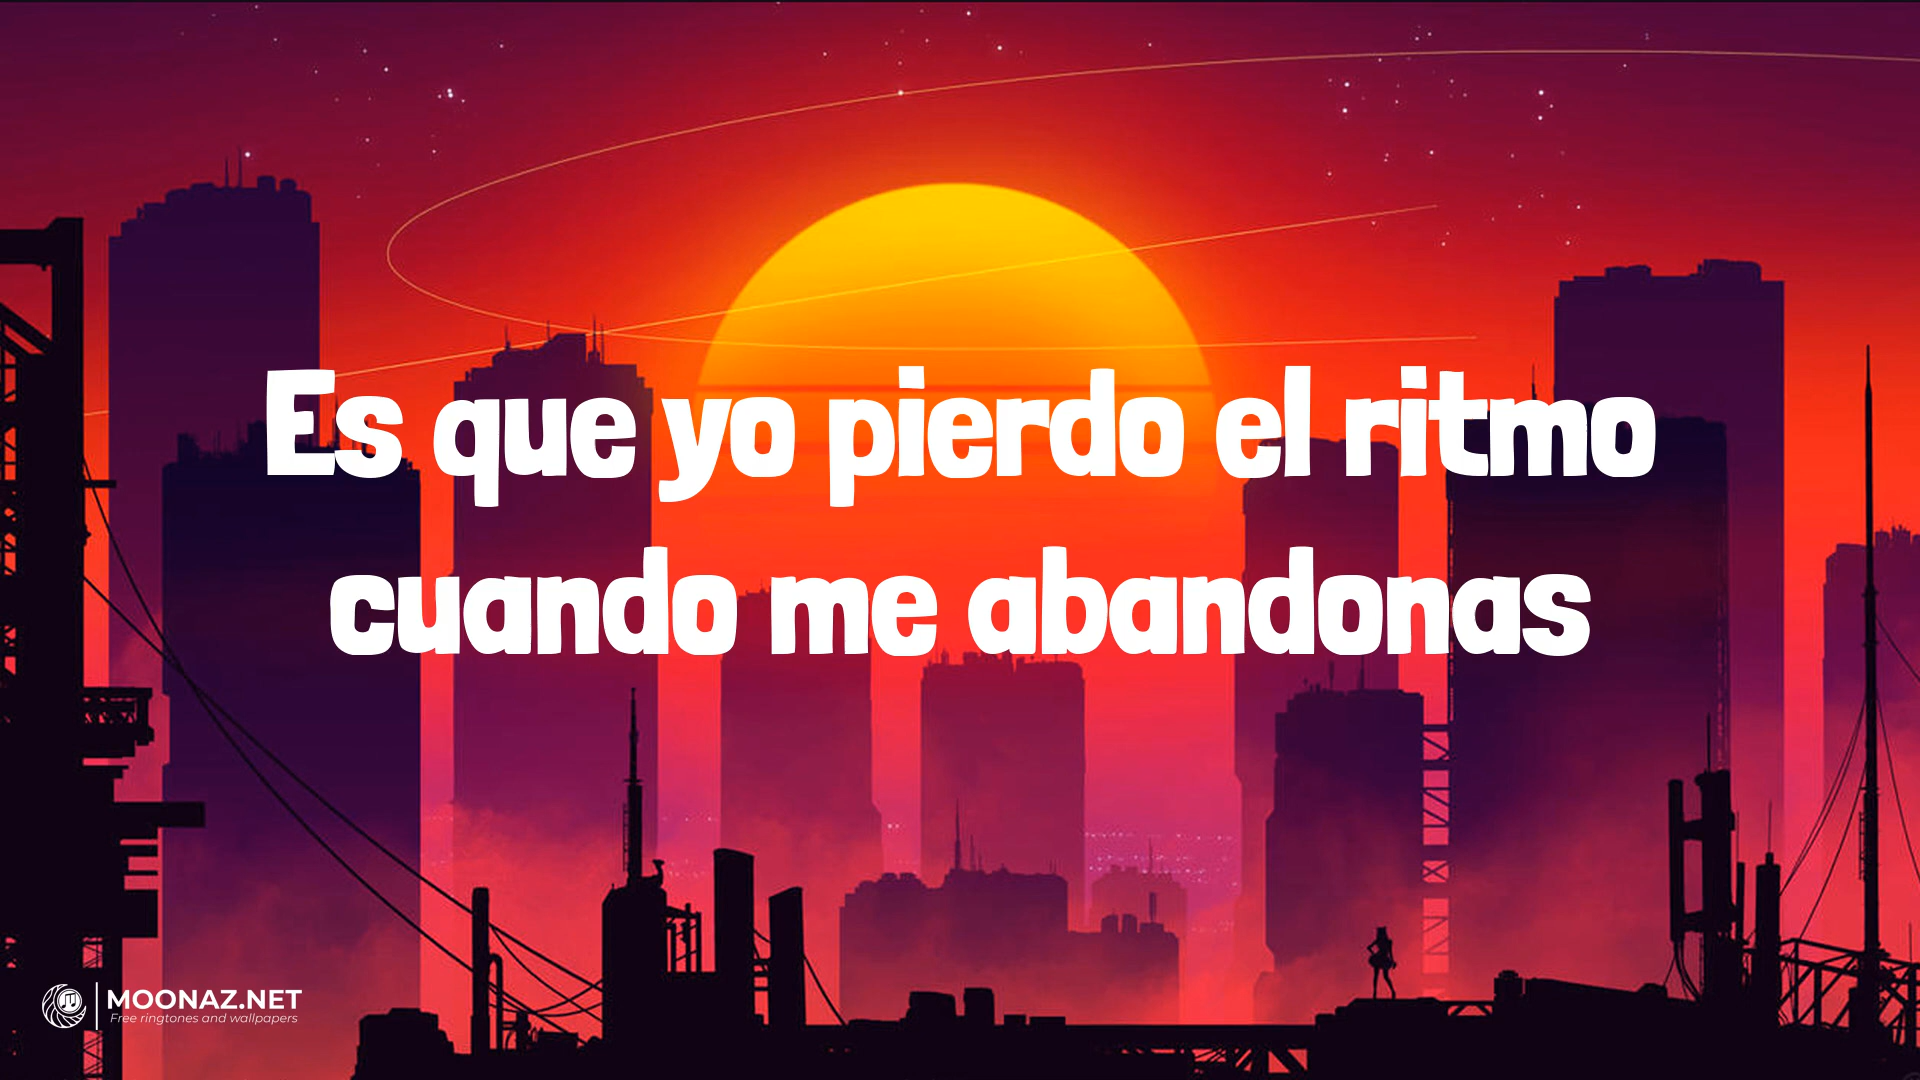 Es que yo pierdo el ritmo
cuando me abandonas
MOONAZ.NET
Free ringtones and wallpapers